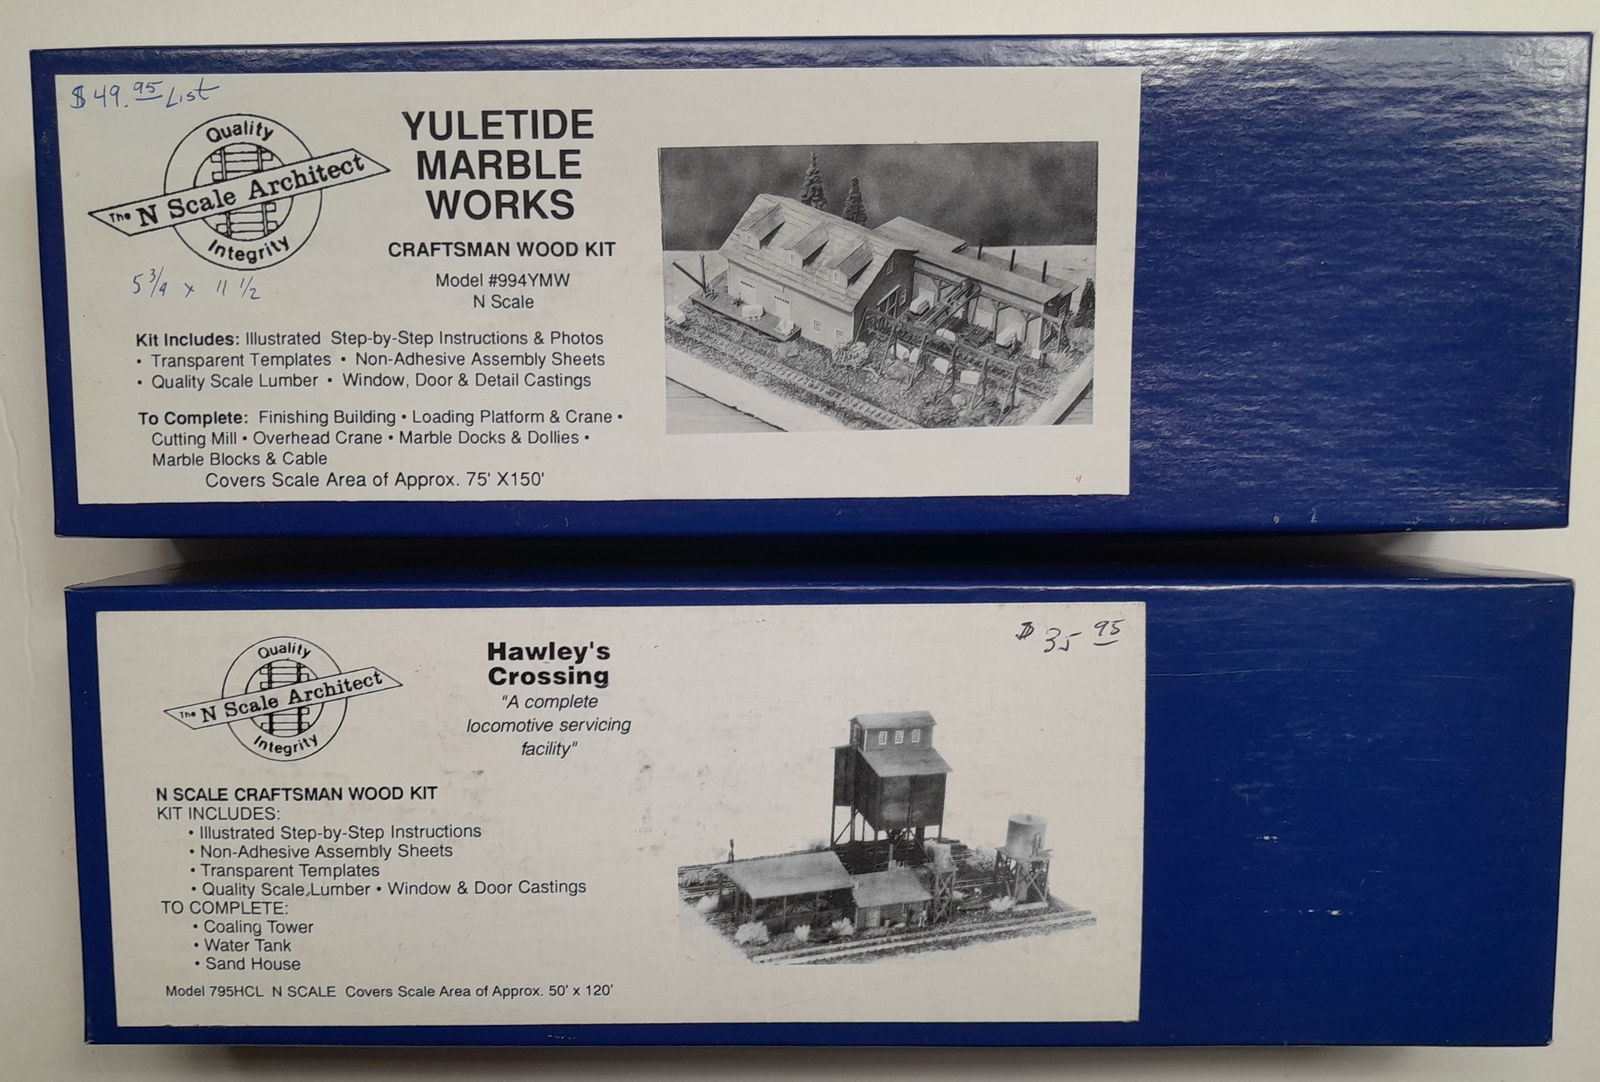 $49.95 List
Quality
The N Scale Architect
Integrity
5 3/4 x 11 1/2
YULETIDE
MARBLE
WORKS
CRAFTSMAN WOOD KIT
Model #994YMW
N Scale
Kit Includes: Illustrated Step-by-Step Instructions & Photos
• Transparent Templates • Non-Adhesive Assembly Sheets
• Quality Scale Lumber • Window, Door & Detail Castings
To Complete: Finishing Building • Loading Platform & Crane •
Cutting Mill • Overhead Crane • Marble Docks & Dollies •
Marble Blocks & Cable
Covers Scale Area of Approx. 75' X150'
Quality
The N Scale Architect
Integrity
Hawley's
Crossing
"A complete
locomotive servicing
facility"
$35.95
N SCALE CRAFTSMAN WOOD KIT
KIT INCLUDES:
• Illustrated Step-by-Step Instructions
• Non-Adhesive Assembly Sheets
• Transparent Templates
• Quality Scale Lumber • Window & Door Castings
TO COMPLETE:
• Coaling Tower
• Water Tank
• Sand House
Model 795HCL N SCALE Covers Scale Area of Approx. 50' x 120'